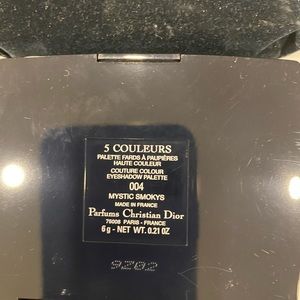 5 COULEURS
PALETTE FARDS À PAUPIÈRES
HAUTE COULEUR
COUTURE COLOUR
EYESHADOW PALETTE
004
MYSTIC SMOKYS
MADE IN FRANCE
Parfums Christian Dior
75008 PARIS - FRANCE
6 g - NET WT. 0.21 OZ